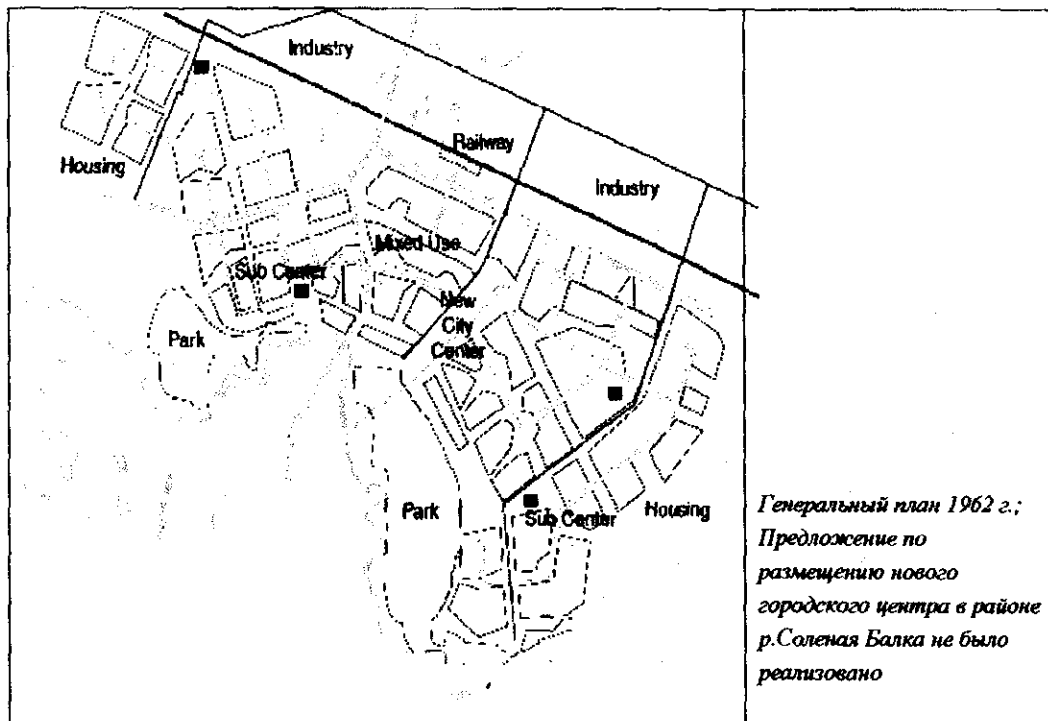 Industry
Railway
Housing
Industry
Mixed Use
Sub Center
New
City
Center
Park
Park
Sub Center
Housing
Генеральный план 1962 г.;
Предложение по
размещению нового
городского центра в районе
р.Соленая Балка не было
реализовано